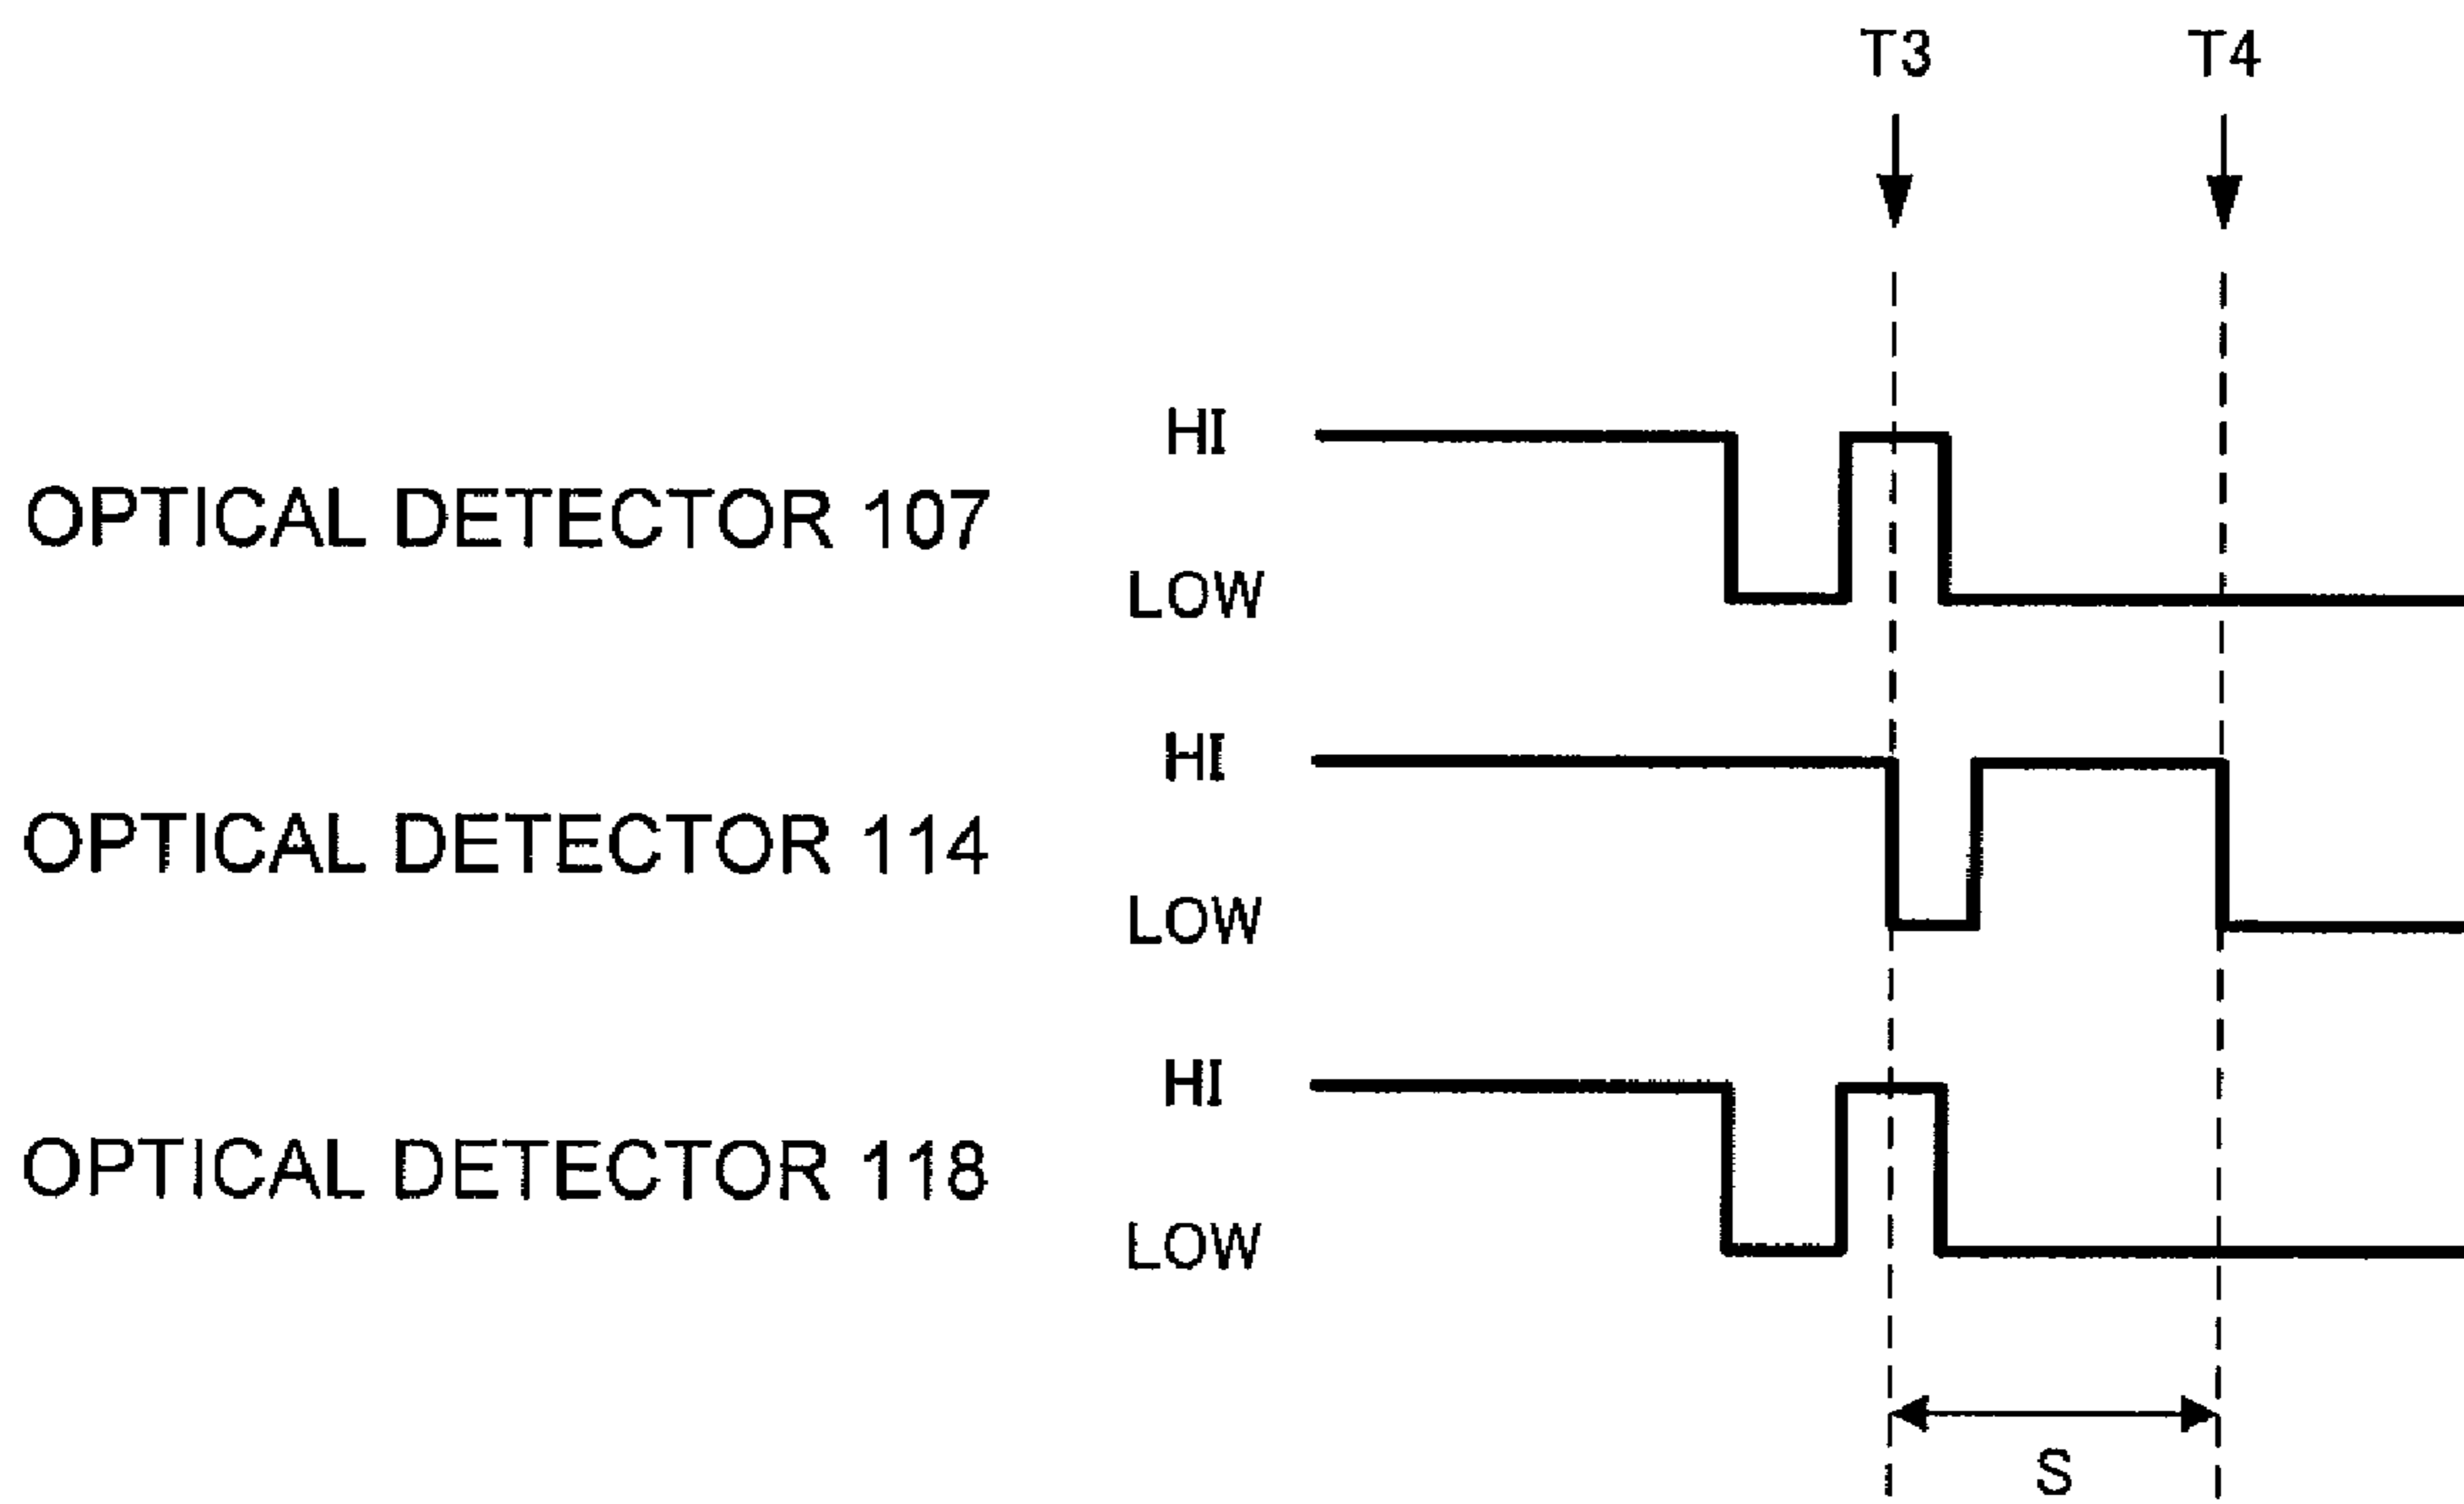 T3 T4
HI
OPTICAL DETECTOR 107
LOW
HI
OPTICAL DETECTOR 114
LOW
HI
OPTICAL DETECTOR 118
LOW
S